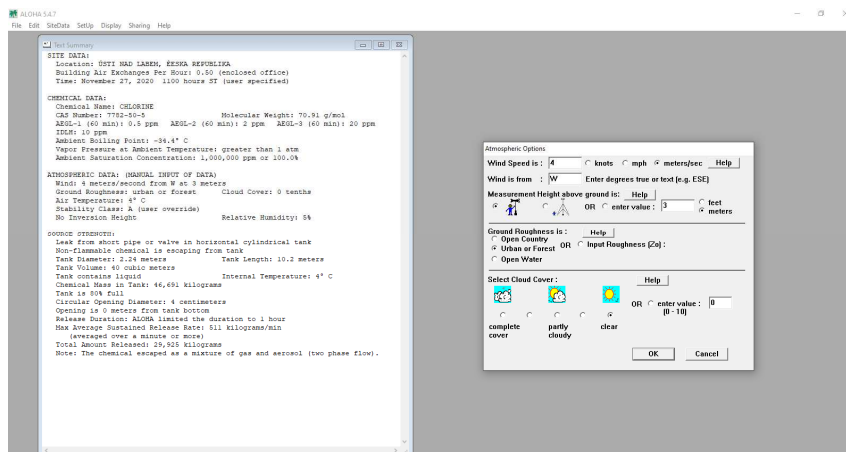 ALOHA 5.4.7
File Edit SiteData SetUp Display Sharing Help
Text Summary
SITE DATA:
Location: ÚSTI NAD LABEM, ÈESKA REPUBLIKA
Building Air Exchanges Per Hour: 0.50 (enclosed office)
Time: November 27, 2020 1100 hours ST (user specified)
CHEMICAL DATA:
Chemical Name: CHLORINE
CAS Number: 7782-50-5 Molecular Weight: 70.91 g/mol
AEGL-1 (60 min): 0.5 ppm AEGL-2 (60 min): 2 ppm AEGL-3 (60 min): 20 ppm
IDLH: 10 ppm
Ambient Boiling Point: -34.4° C
Vapor Pressure at Ambient Temperature: greater than 1 atm
Ambient Saturation Concentration: 1,000,000 ppm or 100.0%
ATMOSPHERIC DATA: (MANUAL INPUT OF DATA)
Wind: 4 meters/second from W at 3 meters
Ground Roughness: urban or forest Cloud Cover: 0 tenths
Air Temperature: 4° C
Stability Class: A (user override)
No Inversion Height Relative Humidity: 5%
SOURCE STRENGTH:
Leak from short pipe or valve in horizontal cylindrical tank
Non-flammable chemical is escaping from tank
Tank Diameter: 2.24 meters Tank Length: 10.2 meters
Tank Volume: 40 cubic meters
Tank contains liquid Internal Temperature: 4° C
Chemical Mass in Tank: 46,691 kilograms
Tank is 80% full
Circular Opening Diameter: 4 centimeters
Opening is 0 meters from tank bottom
Release Duration: ALOHA limited the duration to 1 hour
Max Average Sustained Release Rate: 511 kilograms/min
(averaged over a minute or more)
Total Amount Released: 29,925 kilograms
Note: The chemical escaped as a mixture of gas and aerosol (two phase flow).
Atmospheric Options
Wind Speed is : 4 knots mph meters/sec Help
Wind is from : W Enter degrees true or text (e.g. ESE)
Measurement Height above ground is: Help
OR enter value : 3 feet
meters
Ground Roughness is : Help
Open Country
Urban or Forest OR Input Roughness (Zo) :
Open Water
Select Cloud Cover : Help
OR enter value : 0
(0 - 10)
complete cover partly cloudy clear
OK Cancel